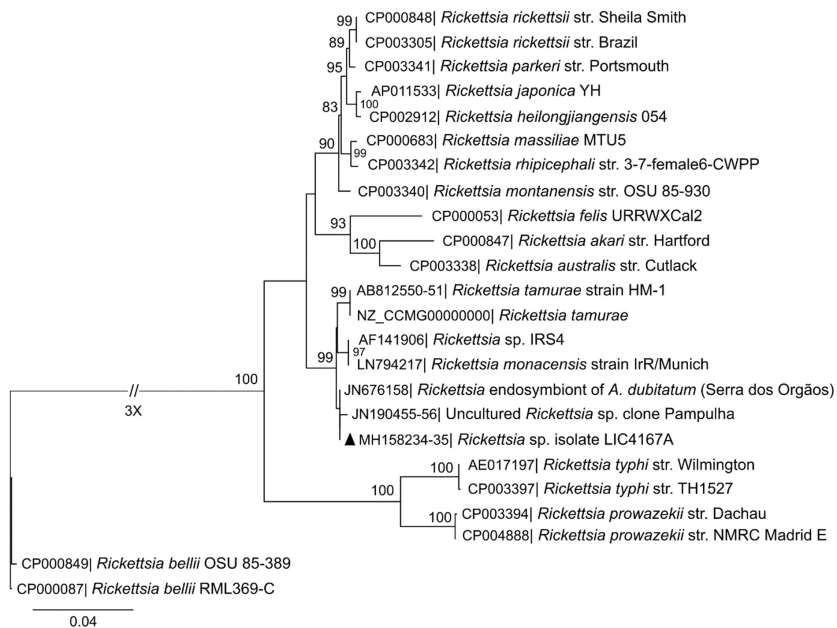 99
CP000848| Rickettsia rickettsii str. Sheila Smith
CP003305| Rickettsia rickettsii str. Brazil
89
95
CP003341| Rickettsia parkeri str. Portsmouth
AP011533| Rickettsia japonica YH
83
100
CP002912| Rickettsia heilongjiangensis 054
90
CP000683| Rickettsia massiliae MTU5
99
CP003342| Rickettsia rhipicephali str. 3-7-female6-CWPP
CP003340| Rickettsia montanensis str. OSU 85-930
93
CP000053| Rickettsia felis URRWXCal2
100
CP000847| Rickettsia akari str. Hartford
CP003338| Rickettsia australis str. Cutlack
99
AB812550-51| Rickettsia tamurae strain HM-1
NZ_CCMG00000000| Rickettsia tamurae
AF141906| Rickettsia sp. IRS4
99
97
LN794217| Rickettsia monacensis strain IrR/Munich
100
JN676158| Rickettsia endosymbiont of A. dubitatum (Serra dos Orgãos)
//
3X
JN190455-56| Uncultured Rickettsia sp. clone Pampulha
MH158234-35| Rickettsia sp. isolate LIC4167A
100
AE017197| Rickettsia typhi str. Wilmington
100
CP003397| Rickettsia typhi str. TH1527
100
CP003394| Rickettsia prowazekii str. Dachau
CP004888| Rickettsia prowazekii str. NMRC Madrid E
CP000849| Rickettsia bellii OSU 85-389
CP000087| Rickettsia bellii RML369-C
0.04